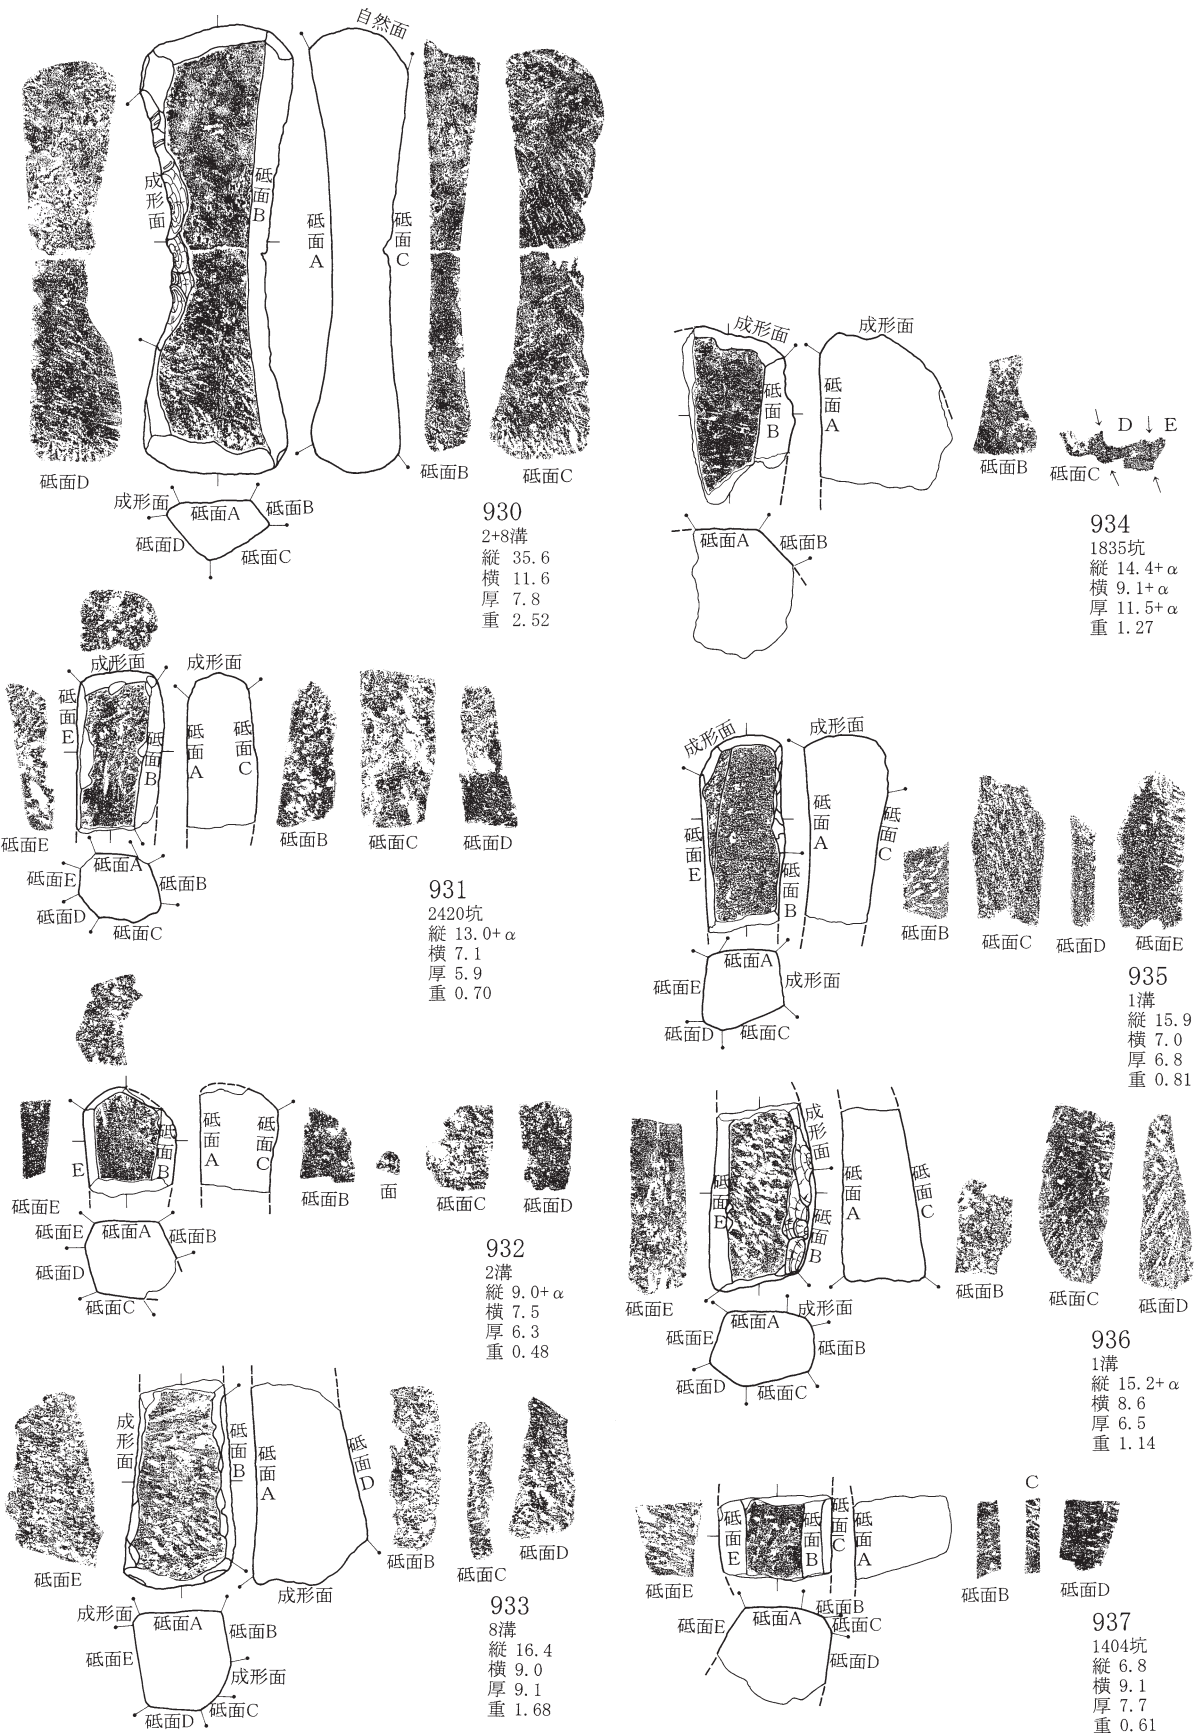 自然面
成形面
砥面B
砥面A
砥面C
砥面D
砥面B
砥面C
成形面
砥面A
砥面B
砥面D
砥面C
930
2+8溝
縦 35.6
横 11.6
厚 7.8
重 2.52
成形面
成形面
砥面E
砥面B
砥面A
砥面C
砥面E
砥面B
砥面C
砥面D
砥面A
砥面E
砥面B
砥面D
砥面C
931
2420坑
縦 13.0+α
横 7.1
厚 5.9
重 0.70
E
砥面B
砥面A
砥面C
砥面E
砥面B
面
砥面C
砥面D
砥面E
砥面A
砥面B
砥面D
砥面C
932
2溝
縦 9.0+α
横 7.5
厚 6.3
重 0.48
成形面
砥面B
砥面A
砥面D
砥面E
砥面B
砥面C
砥面D
成形面
成形面
砥面A
砥面B
砥面E
成形面
砥面C
砥面D
933
8溝
縦 16.4
横 9.0
厚 9.1
重 1.68
成形面
成形面
砥面B
砥面A
D
E
砥面B
砥面C
砥面A
砥面B
934
1835坑
縦 14.4+α
横 9.1+α
厚 11.5+α
重 1.27
成形面
成形面
砥面E
砥面B
砥面A
砥面C
砥面B
砥面C
砥面D
砥面E
砥面A
砥面E
成形面
砥面D
砥面C
935
1溝
縦 15.9
横 7.0
厚 6.8
重 0.81
成形面
砥面E
砥面B
砥面A
砥面C
砥面E
砥面B
砥面C
砥面D
砥面A
成形面
砥面E
砥面B
砥面D
砥面C
936
1溝
縦 15.2+α
横 8.6
厚 6.5
重 1.14
C
砥面E
砥面B
砥面C
砥面A
砥面E
砥面B
砥面D
砥面E
砥面A
砥面B
砥面C
砥面D
937
1404坑
縦 6.8
横 9.1
厚 7.7
重 0.61